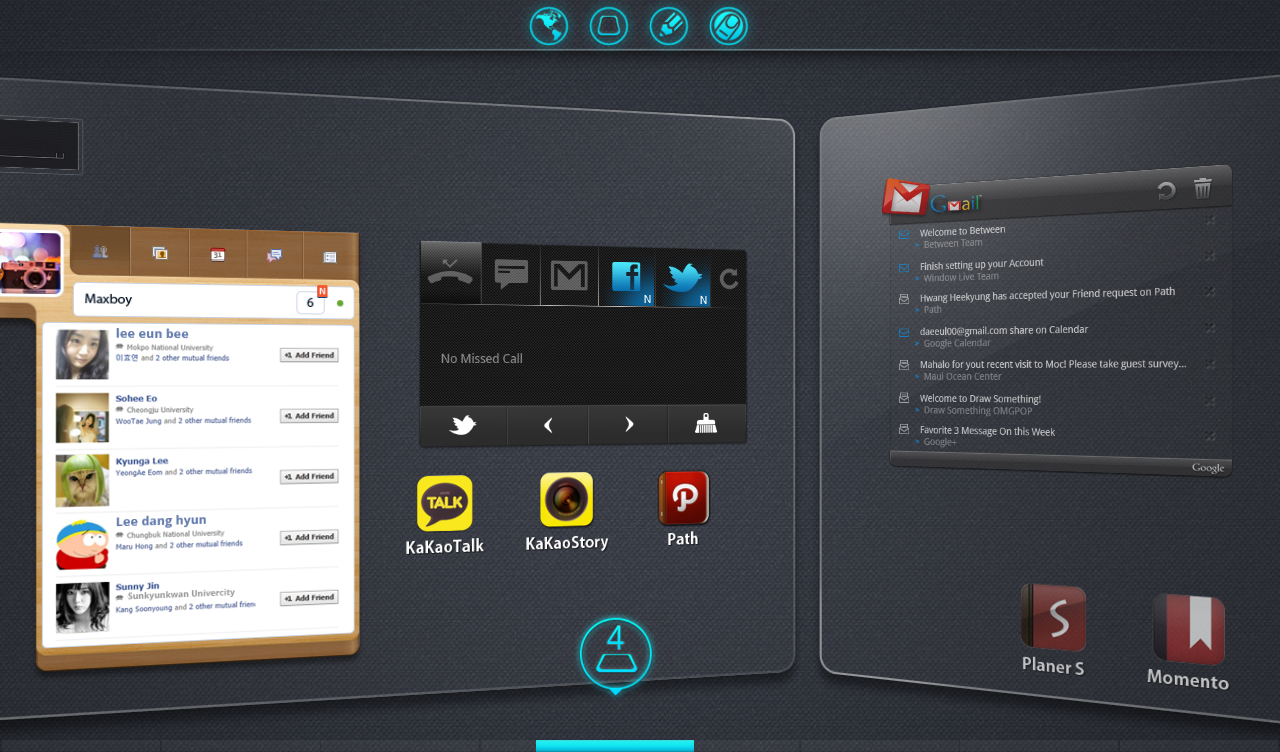 31
Maxboy
6
N
lee eun bee
Mokpo National University
이효연 and 2 other mutual friends
+1 Add Friend
Sohee Eo
Cheongju University
WooTae Jung and 2 other mutual friends
+1 Add Friend
Kyunga Lee
YeongAe Eom and 2 other mutual friends
+1 Add Friend
Lee dang hyun
Chungbuk National University
Maru Hong and 2 other mutual friends
+1 Add Friend
Sunny Jin
Sunkyunkwan Univercity
Kang Soonyoung and 2 other mutual frien
+1 Add Friend
f
N
N
No Missed Call
TALK
KaKaoTalk
KaKaoStory
P
Path
4
Gmail
Welcome to Between
Between Team
Finish setting up your Account
Window Live Team
Hwang Heekyung has accepted your Friend request on Path
Path
daeeul00@gmail.com share on Calendar
Google Calendar
Mahalo for yout recent visit to Moc! Please take guest survey...
Maul Ocean Center
Welcome to Draw Something!
Draw Something OMGPOP
Favorite 3 Message On this Week
Google+
Google
S
Planer S
Momento